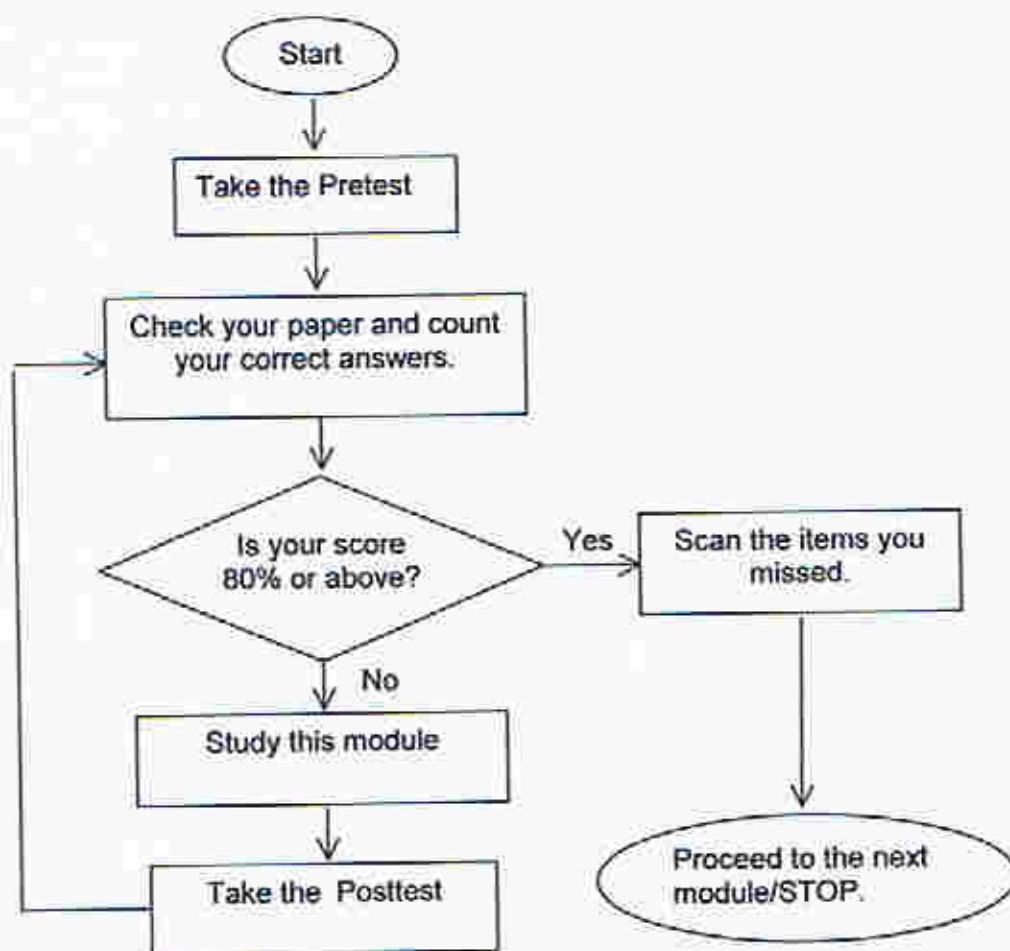 Start
Take the Pretest
Check your paper and count
your correct answers.
Is your score
80% or above?
Yes
Scan the items you
missed.
No
Study this module
Take the Posttest
Proceed to the next
module/STOP.